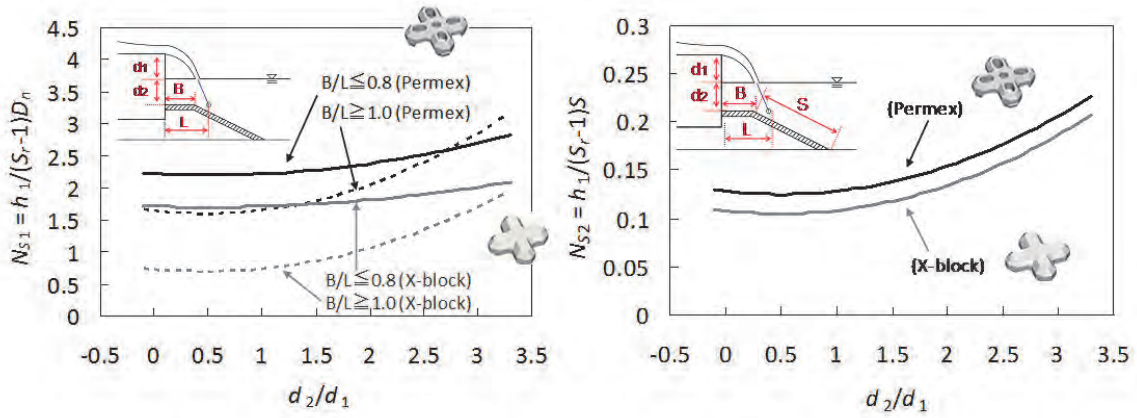 4.5
4
3.5
3
2.5
2
1.5
1
0.5
0
N_{S1} = h_1/(S_r-1)D_n
d1
d2
B
L
B/L≦0.8 (Permex)
B/L≧1.0 (Permex)
B/L≦0.8 (X-block)
B/L≧1.0 (X-block)
-0.5 0 0.5 1 1.5 2 2.5 3 3.5
d_2/d_1
0.3
0.25
0.2
0.15
0.1
0.05
0
N_{S2} = h_1/(S_r-1)S
d1
d2
B
S
L
(Permex)
(X-block)
-0.5 0 0.5 1 1.5 2 2.5 3 3.5
d_2/d_1